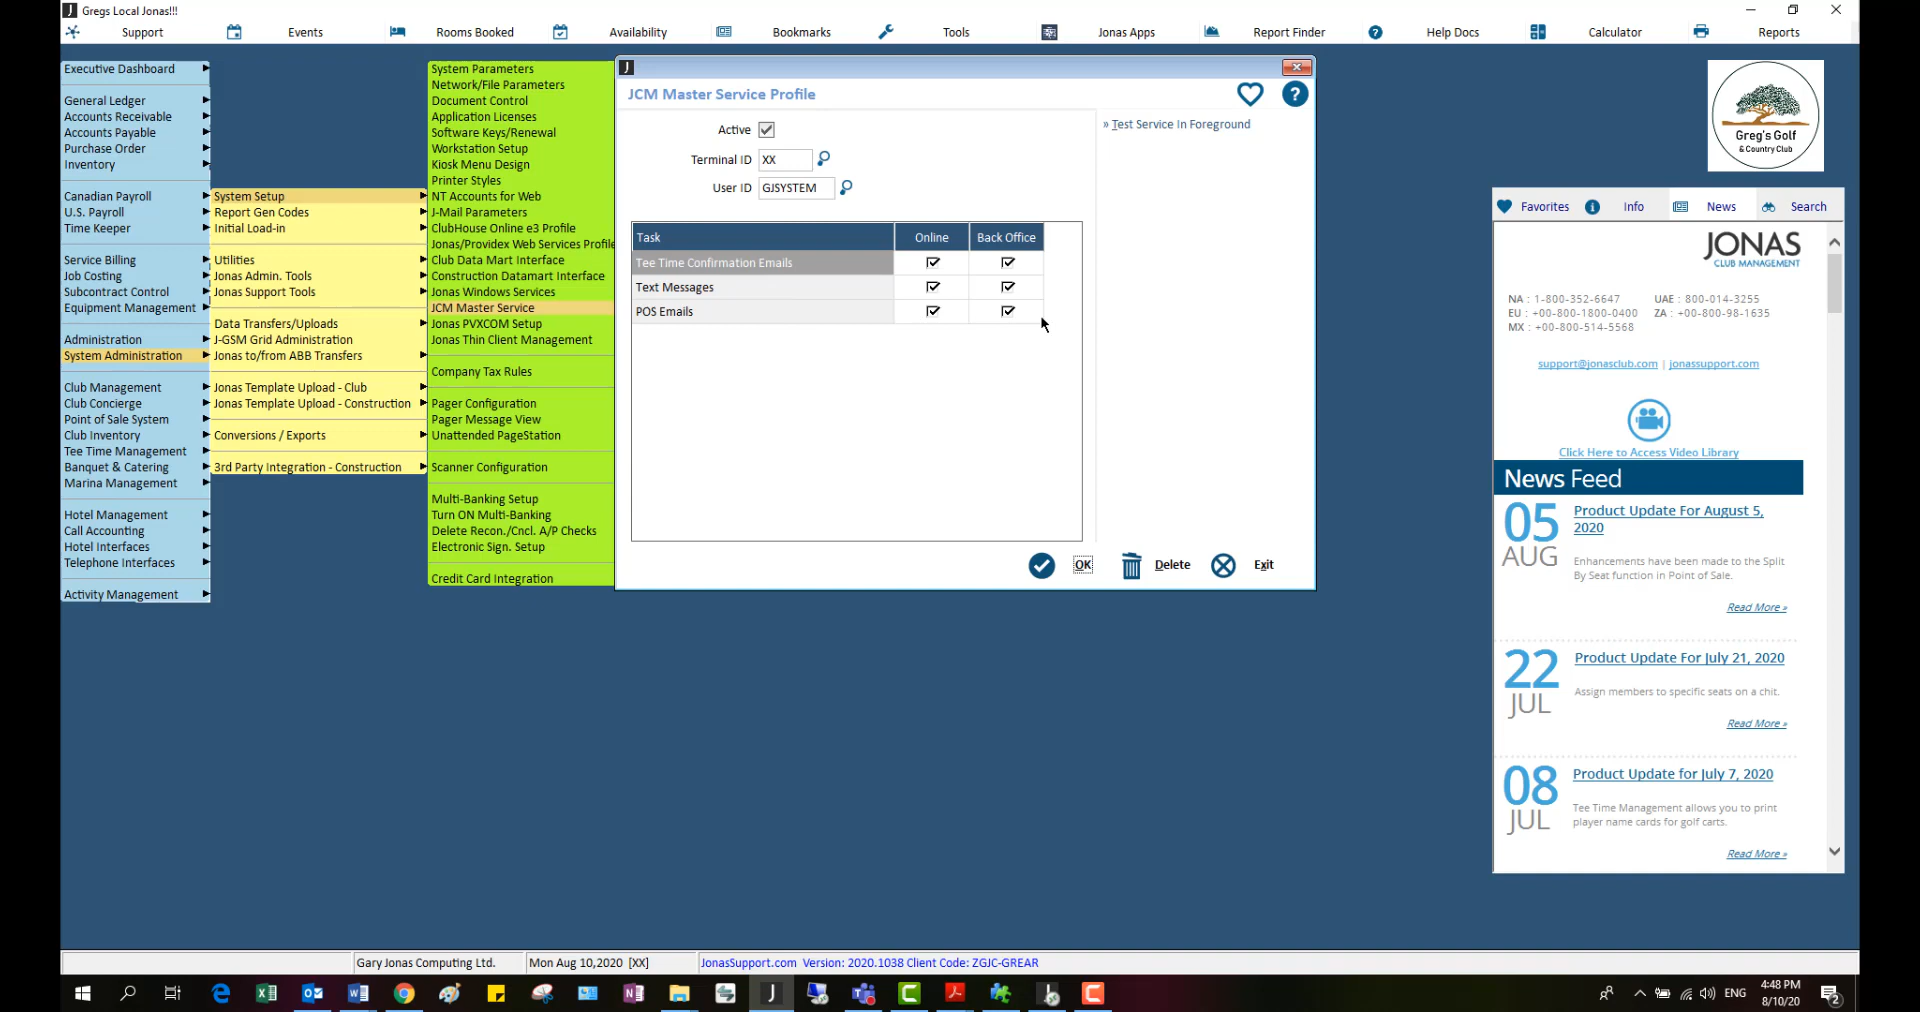 Gregs Local Jonas!!!
Support Events Rooms Booked Availability Bookmarks Tools Jonas Apps Report Finder Help Docs Calculator Reports
Executive Dashboard
General Ledger
Accounts Receivable
Accounts Payable
Purchase Order
Inventory
Canadian Payroll
U.S. Payroll
Time Keeper
Service Billing
Job Costing
Subcontract Control
Equipment Management
Administration
System Administration
Club Management
Club Concierge
Point of Sale System
Club Inventory
Tee Time Management
Banquet & Catering
Marina Management
Hotel Management
Call Accounting
Hotel Interfaces
Telephone Interfaces
Activity Management
System Setup
Report Gen Codes
Initial Load-in
Utilities
Jonas Admin. Tools
Jonas Support Tools
Data Transfers/Uploads
J-GSM Grid Administration
Jonas to/from ABB Transfers
Jonas Template Upload - Club
Jonas Template Upload - Construction
Conversions / Exports
3rd Party Integration - Construction
System Parameters
Network/File Parameters
Document Control
Application Licenses
Software Keys/Renewal
Workstation Setup
Kiosk Menu Design
Printer Styles
NT Accounts for Web
J-Mail Parameters
ClubHouse Online e3 Profile
Jonas/Providex Web Services Profile
Club Data Mart Interface
Construction Datamart Interface
Jonas Windows Services
JCM Master Service
Jonas PVXCOM Setup
Jonas Thin Client Management
Company Tax Rules
Pager Configuration
Pager Message View
Unattended PageStation
Scanner Configuration
Multi-Banking Setup
Turn ON Multi-Banking
Delete Recon./Cncl. A/P Checks
Electronic Sign. Setup
Credit Card Integration
JCM Master Service Profile
Active
Terminal ID XX
User ID GJSYSTEM
» Test Service In Foreground
Task Online Back Office
Tee Time Confirmation Emails
Text Messages
POS Emails
OK Delete Exit
Greg's Golf
& Country Club
Favorites Info News Search
JONAS
CLUB MANAGEMENT
NA : 1-800-352-6647 UAE : 800-014-3255
EU : +00-800-1800-0400 ZA : +00-800-98-1635
MX : +00-800-514-5568
support@jonasclub.com | jonassupport.com
Click Here to Access Video Library
News Feed
05
AUG
Product Update For August 5,
2020
Enhancements have been made to the Split
By Seat function in Point of Sale.
Read More »
22
JUL
Product Update For July 21, 2020
Assign members to specific seats on a chit.
Read More »
08
JUL
Product Update for July 7, 2020
Tee Time Management allows you to print
player name cards for golf carts.
Read More »
Gary Jonas Computing Ltd. Mon Aug 10,2020 [XX] JonasSupport.com Version: 2020.1038 Client Code: ZGJC-GREAR
ENG
4:48 PM
8/10/20
2